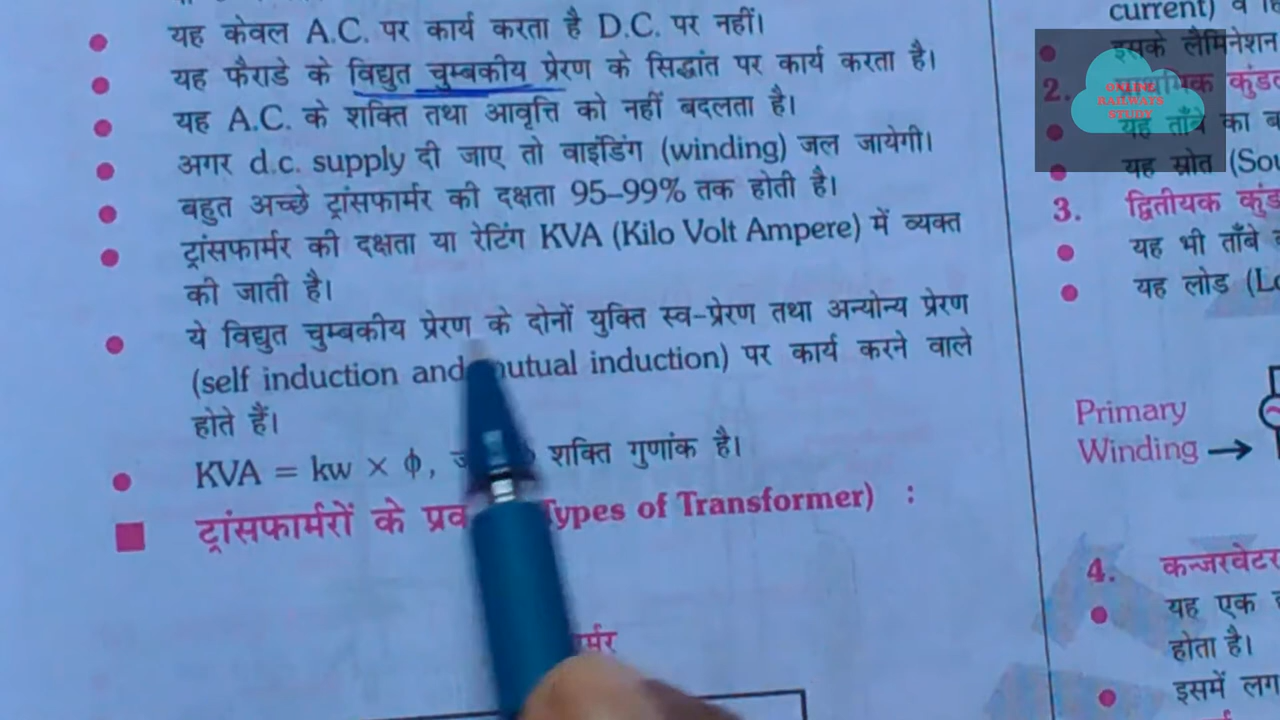 यह केवल A.C. पर कार्य करता है D.C. पर नहीं।
यह फैराडे के विद्युत चुम्बकीय प्रेरण के सिद्धांत पर कार्य करता है।
यह A.C. के शक्ति तथा आवृत्ति को नहीं बदलता है।
अगर d.c. supply दी जाए तो वाइंडिंग (winding) जल जायेगी।
बहुत अच्छे ट्रांसफार्मर की दक्षता 95–99% तक होती है।
ट्रांसफार्मर की दक्षता या रेटिंग KVA (Kilo Volt Ampere) में व्यक्त
की जाती है।
ये विद्युत चुम्बकीय प्रेरण के दोनों युक्ति स्व-प्रेरण तथा अन्योन्य प्रेरण
(self induction and mutual induction) पर कार्य करने वाले
होते हैं।
KVA = kw × ϕ, शक्ति गुणांक है।
ट्रांसफार्मरों के (Types of Transformer) :
current) व
इसके लैमिनेशन
2. प्राथमिक
यह ताँबे का
यह स्रोत
3. द्वितीयक
यह भी ताँबे
यह लोड
Primary
Winding →
4. कन्जरवेटर
यह एक
होता है।
इसमें लग
ONLINE
RAILWAYS
STUDY